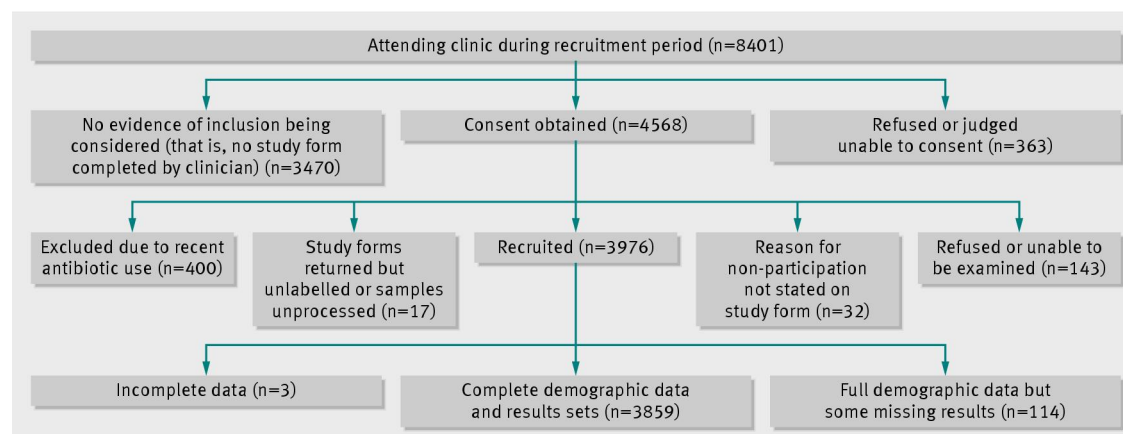 Attending clinic during recruitment period (n=8401)
No evidence of inclusion being
considered (that is, no study form
completed by clinician) (n=3470)
Consent obtained (n=4568)
Refused or judged
unable to consent (n=363)
Excluded due to recent
antibiotic use (n=400)
Study forms
returned but
unlabelled or samples
unprocessed (n=17)
Recruited (n=3976)
Reason for
non-participation
not stated on
study form (n=32)
Refused or unable to
be examined (n=143)
Incomplete data (n=3)
Complete demographic data
and results sets (n=3859)
Full demographic data but
some missing results (n=114)